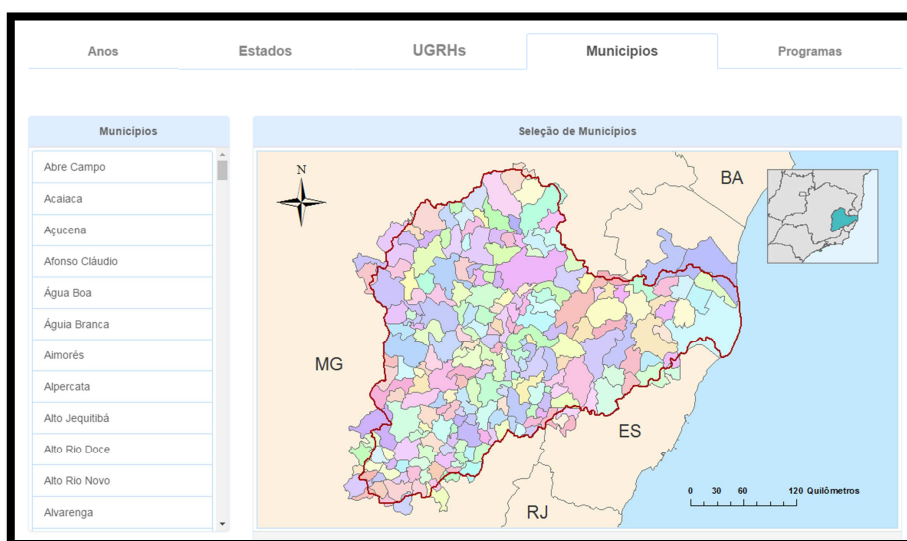 Anos Estados UGRHs Municipios Programas
Municípios
Abre Campo
Acaiaca
Açucena
Afonso Cláudio
Água Boa
Águia Branca
Aimorés
Alpercata
Alto Jequitibá
Alto Rio Doce
Alto Rio Novo
Alvarenga
Seleção de Municípios
N
BA
MG
ES
RJ
0 30 60 120 Quilômetros